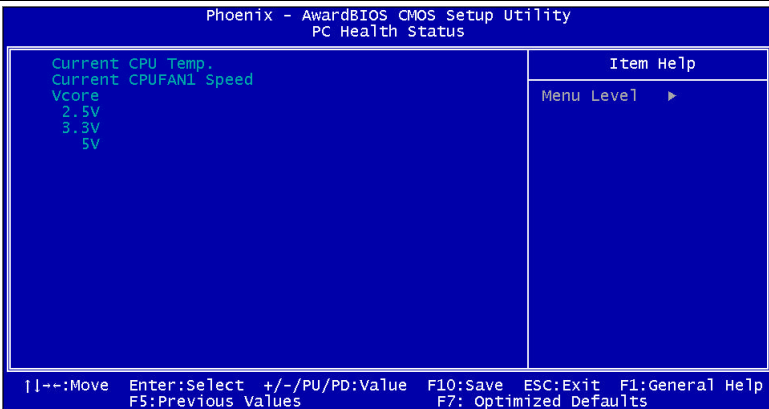 Phoenix - AwardBIOS CMOS Setup Utility
PC Health Status
Current CPU Temp.
Current CPUFAN1 Speed
Vcore
2.5V
3.3V
5V
Item Help
Menu Level ▶
↑↓→←:Move Enter:Select +/-/PU/PD:Value F10:Save ESC:Exit F1:General Help
F5:Previous Values F7: Optimized Defaults